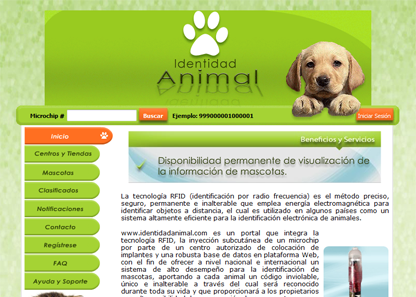 Identidad
Animal
Microchip #
Buscar
Ejemplo: 999000001000001
Iniciar Sesión
Inicio
Centros y Tiendas
Mascotas
Clasificados
Notificaciones
Contacto
Regístrese
FAQ
Ayuda y Soporte
Beneficios y Servicios
Disponibilidad permanente de visualización de
la información de mascotas.
La tecnología RFID (identificación por radio frecuencia) es el método preciso,
seguro, permanente e inalterable que emplea energía electromagnética para
identificar objetos a distancia, el cual es utilizado en algunos países como un
sistema altamente eficiente para la identificación electrónica de animales.
www.identidadanimal.com es un portal que integra la
tecnología RFID, la inyección subcutánea de un microchip
por parte de un centro autorizado de colocación de
implantes y una robusta base de datos en plataforma Web,
con el fin de ofrecer a nivel nacional e internacional un
sistema de alto desempeño para la identificación de
mascotas, aportando a cada animal un código inviolable,
único e inalterable a través del cual será reconocido
durante toda su vida y que proporcionará a los propietarios